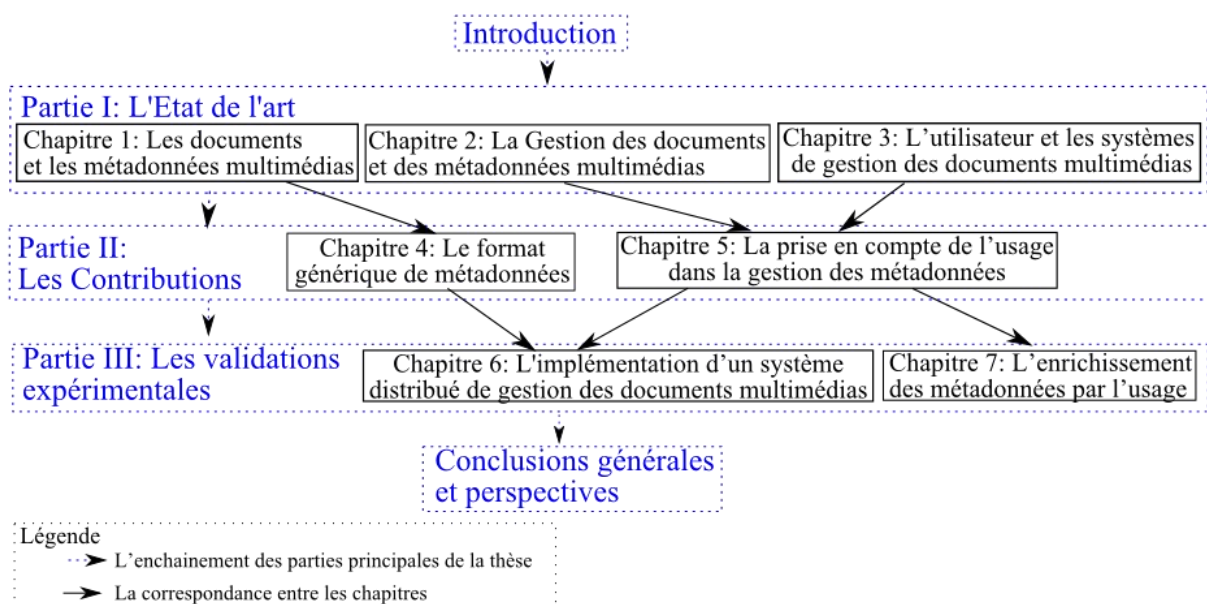 Introduction
Partie I: L'Etat de l'art
Chapitre 1: Les documents
et les métadonnées multimédias
Chapitre 2: La Gestion des documents
et des métadonnées multimédias
Chapitre 3: L’utilisateur et les systèmes
de gestion des documents multimédias
Partie II:
Les Contributions
Chapitre 4: Le format
générique de métadonnées
Chapitre 5: La prise en compte de l’usage
dans la gestion des métadonnées
Partie III: Les validations
expérimentales
Chapitre 6: L'implémentation d’un système
distribué de gestion des documents multimédias
Chapitre 7: L’enrichissement
des métadonnées par l’usage
Conclusions générales
et perspectives
Légende
L’enchainement des parties principales de la thèse
La correspondance entre les chapitres